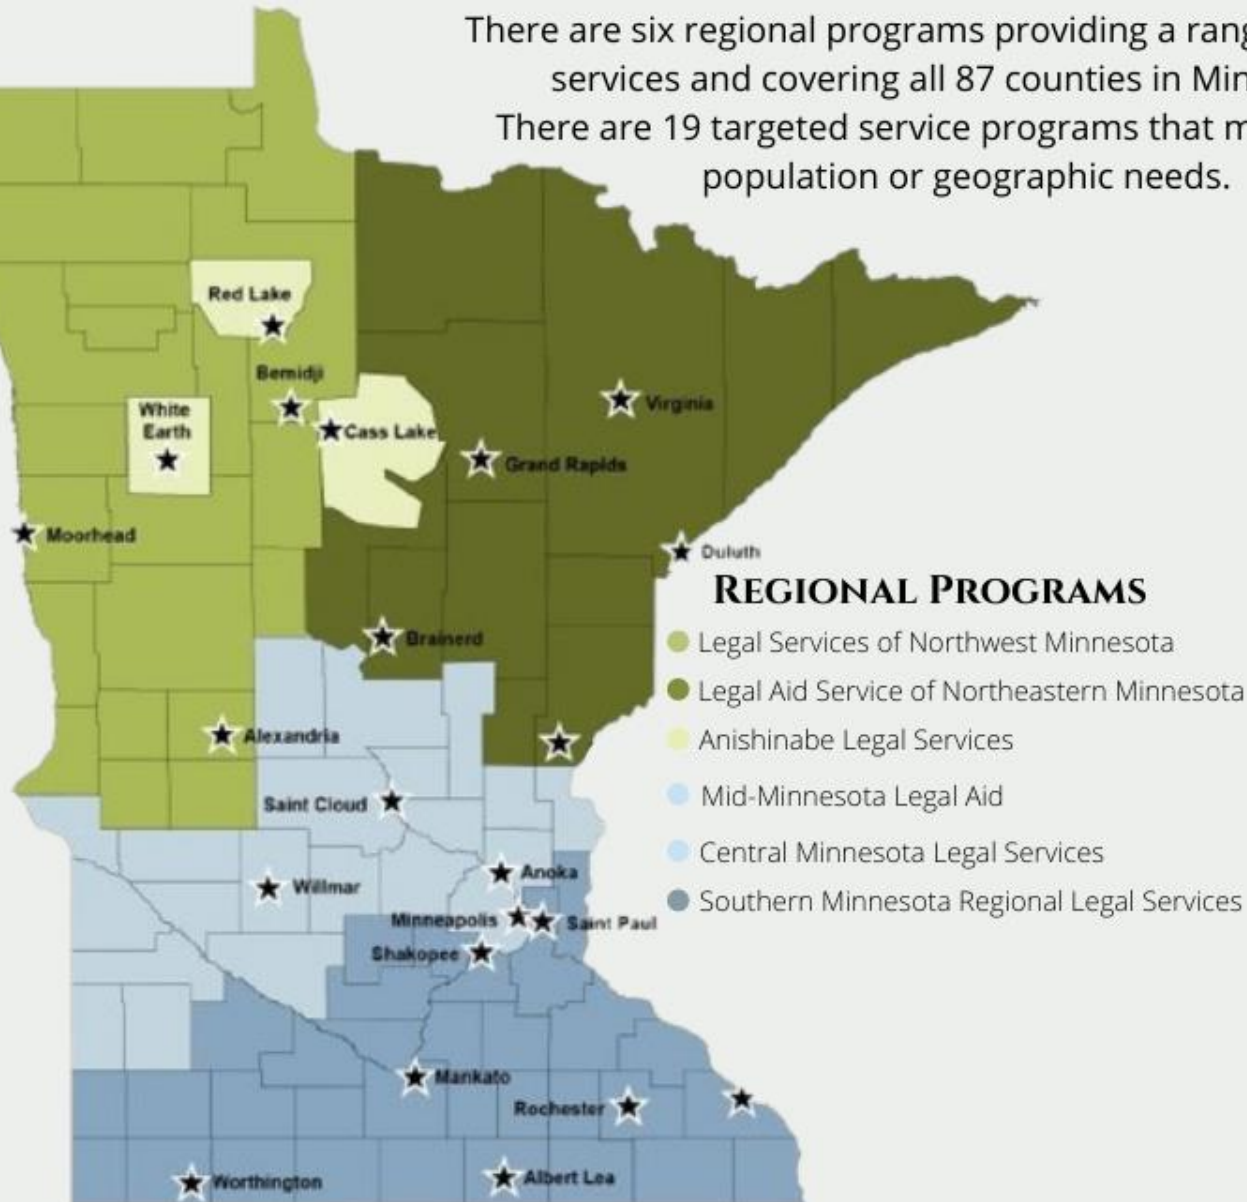 There are six regional programs providing a rang
services and covering all 87 counties in Min
There are 19 targeted service programs that m
population or geographic needs.
Red Lake
Bemidji
White
Earth
Cass Lake
Virginia
Grand Rapids
Moorhead
Duluth
REGIONAL PROGRAMS
Legal Services of Northwest Minnesota
Brainerd
Legal Aid Service of Northeastern Minnesota
Alexandria
Anishinabe Legal Services
Saint Cloud
Mid-Minnesota Legal Aid
Central Minnesota Legal Services
Anoka
Willmar
Southern Minnesota Regional Legal Services
Minneapolis
Saint Paul
Shakopee
Mankato
Rochester
Worthington
Albert Lea